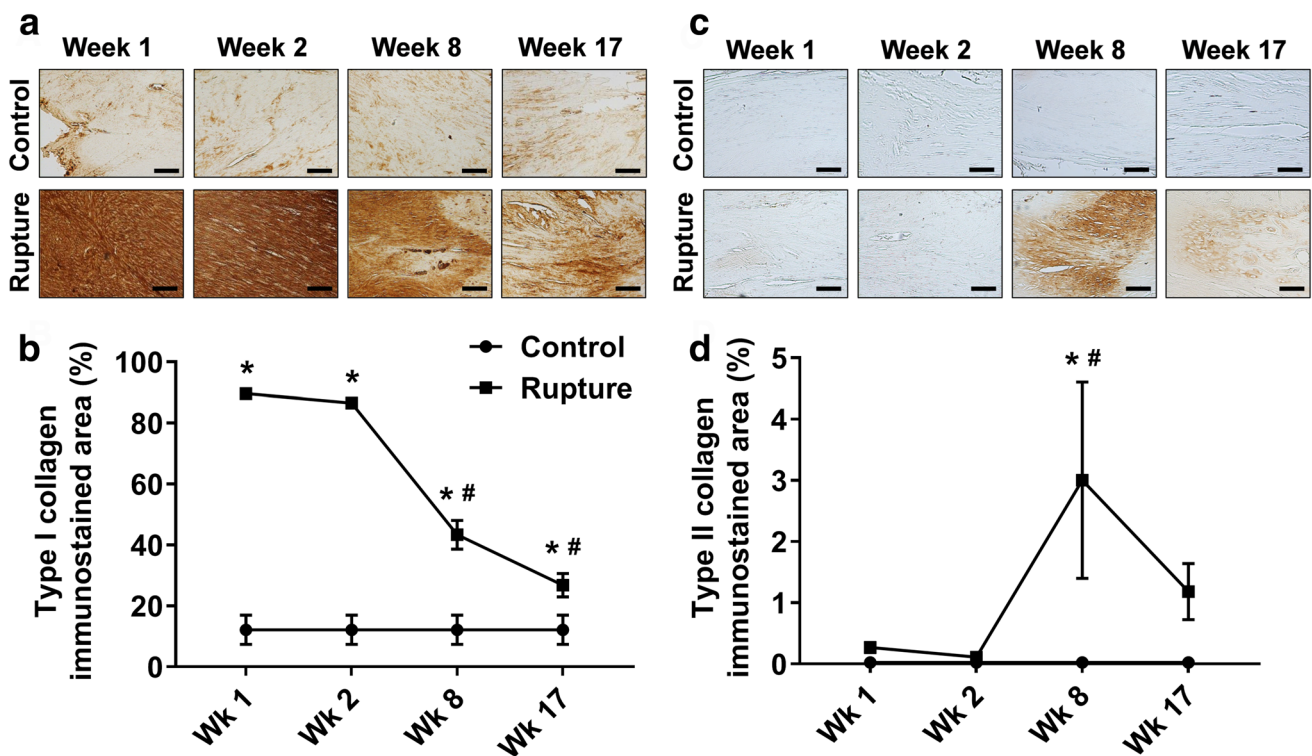 a
Week 1 Week 2 Week 8 Week 17
Control
Rupture
b
Type I collagen
immunostained area (%)
100
80
60
40
20
0
*
*
* #
* #
Control
Rupture
Wk 1 Wk 2 Wk 8 Wk 17
c
Week 1 Week 2 Week 8 Week 17
Control
Rupture
d
Type II collagen
immunostained area (%)
5
4
3
2
1
0
* #
Wk 1 Wk 2 Wk 8 Wk 17